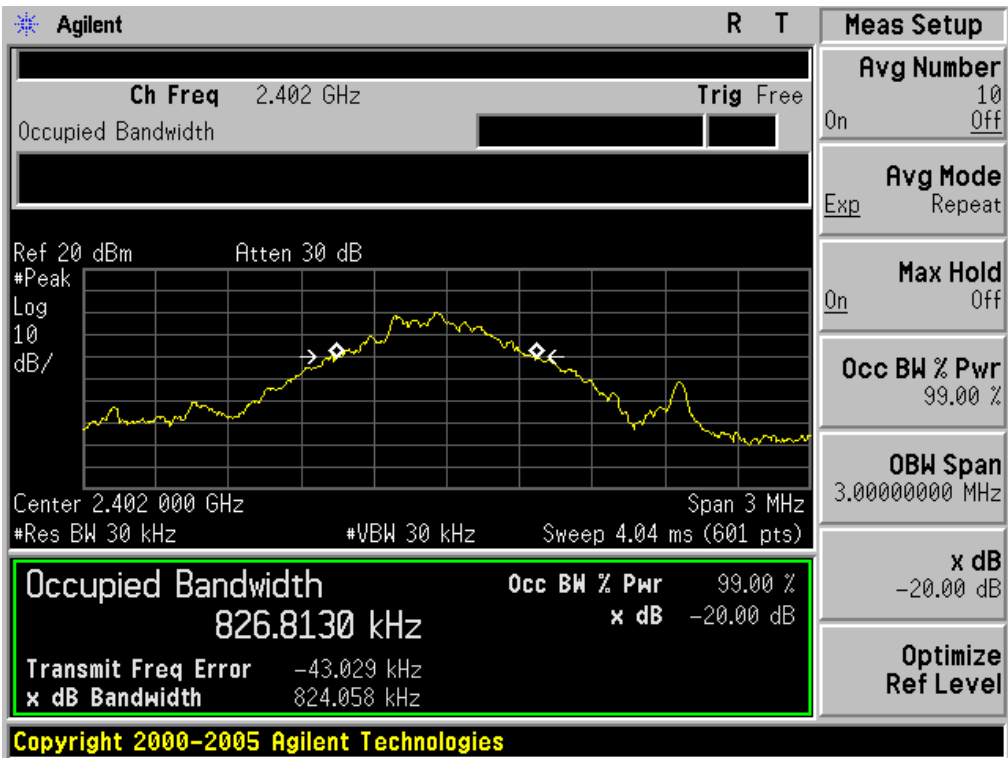 Agilent R T
Ch Freq 2.402 GHz Trig Free
Occupied Bandwidth
Ref 20 dBm Atten 30 dB
#Peak
Log
10
dB/
Center 2.402 000 GHz Span 3 MHz
#Res BW 30 kHz #VBW 30 kHz Sweep 4.04 ms (601 pts)
Occupied Bandwidth Occ BW % Pwr 99.00 %
826.8130 kHz x dB -20.00 dB
Transmit Freq Error -43.029 kHz
x dB Bandwidth 824.058 kHz
Copyright 2000-2005 Agilent Technologies
Meas Setup
Avg Number
10
On Off
Avg Mode
Exp Repeat
Max Hold
On Off
Occ BW % Pwr
99.00 %
OBW Span
3.00000000 MHz
x dB
-20.00 dB
Optimize
Ref Level